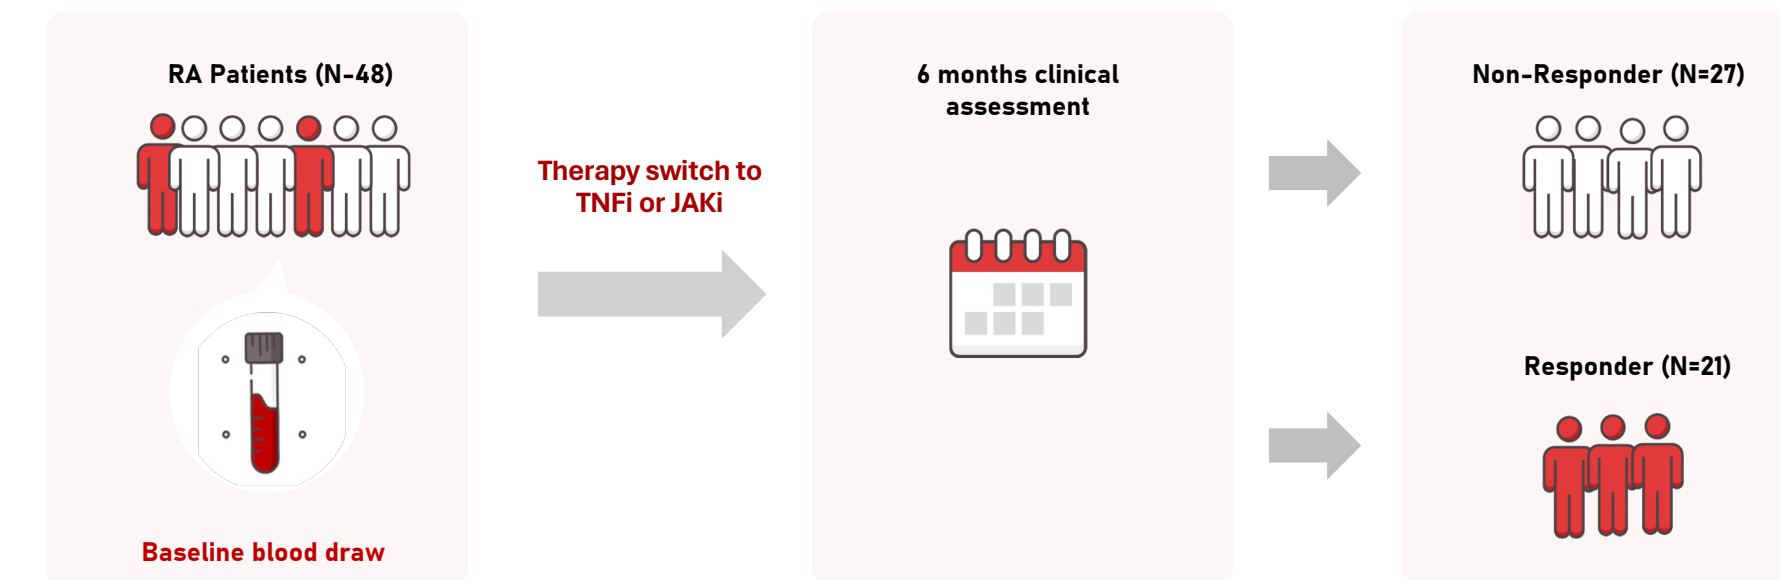 RA Patients (N-48)
Baseline blood draw
Therapy switch to
TNFi or JAKi
6 months clinical
assessment
Non-Responder (N=27)
Responder (N=21)